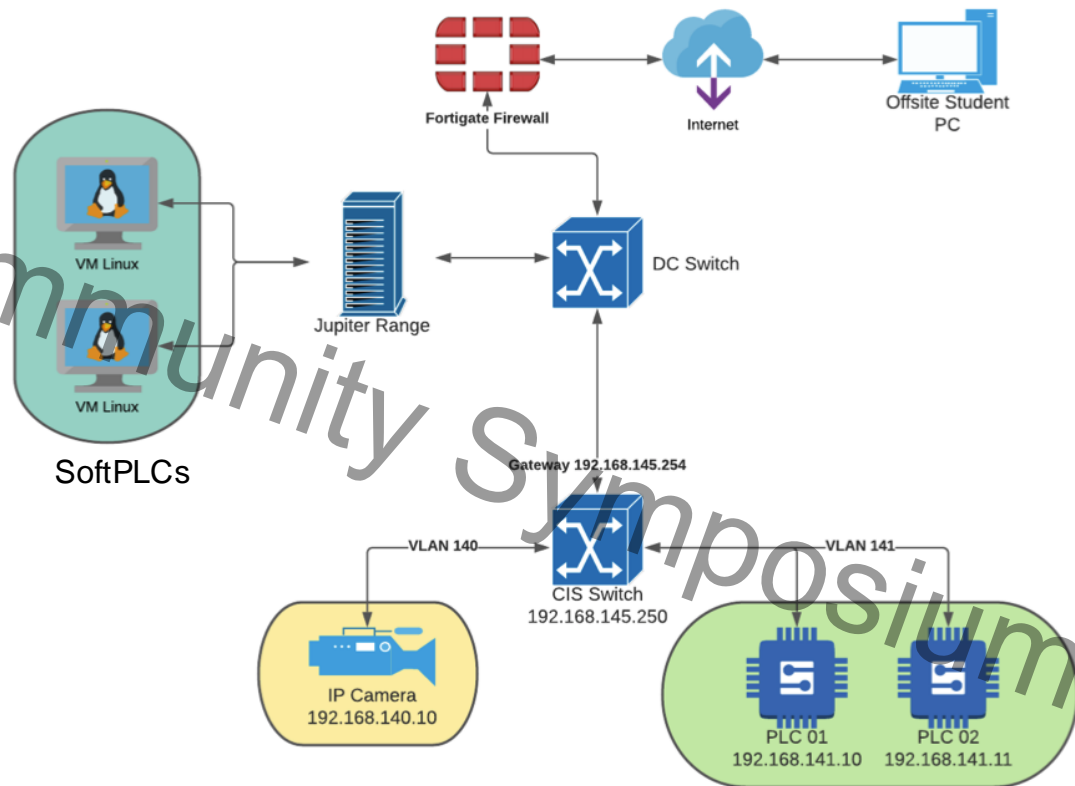 Fortigate Firewall
Internet
Offsite Student
PC
VM Linux
DC Switch
Jupiter Range
VM Linux
SoftPLCs
Gateway 192.168.145.254
VLAN 140
VLAN 141
CIS Switch
192.168.145.250
IP Camera
192.168.140.10
PLC 01
192.168.141.10
PLC 02
192.168.141.11
mmunity Symposium